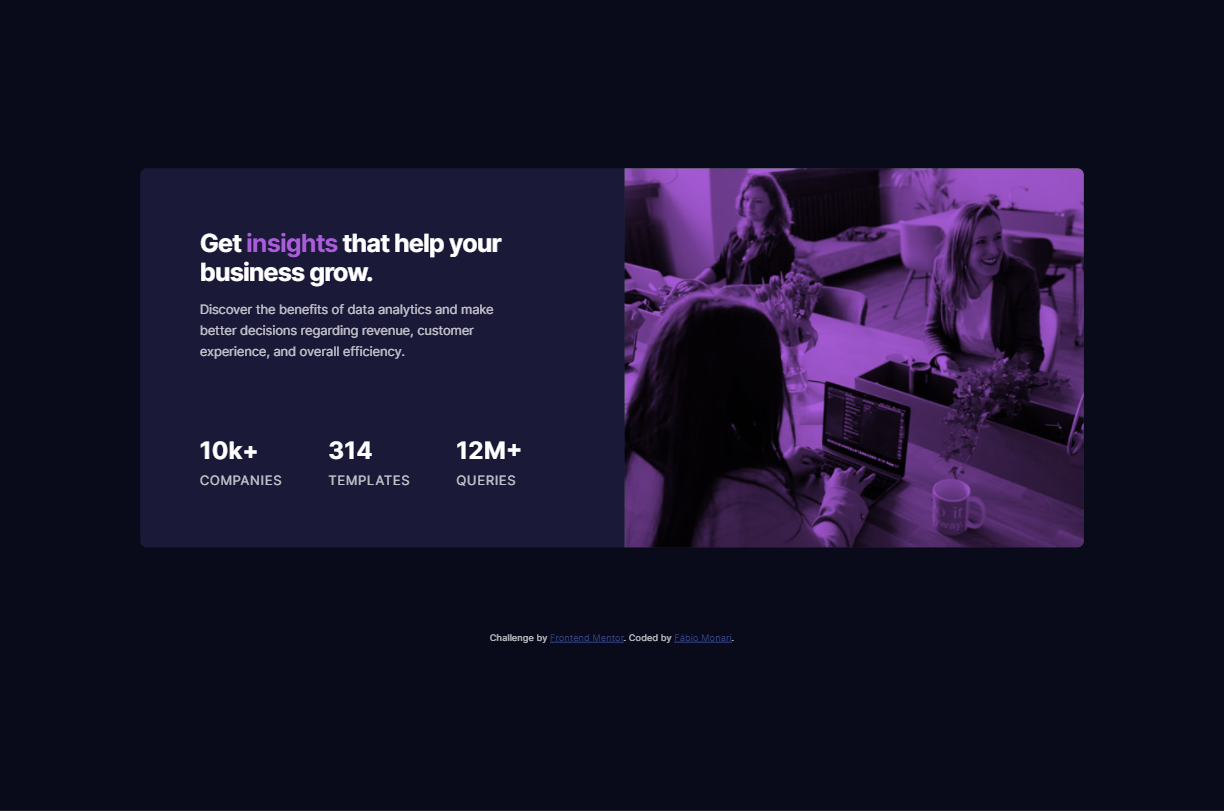 Get insights that help your
business grow.
Discover the benefits of data analytics and make
better decisions regarding revenue, customer
experience, and overall efficiency.
10k+ 314 12M+
COMPANIES TEMPLATES QUERIES
Challenge by Frontend Mentor. Coded by Fábio Monari.